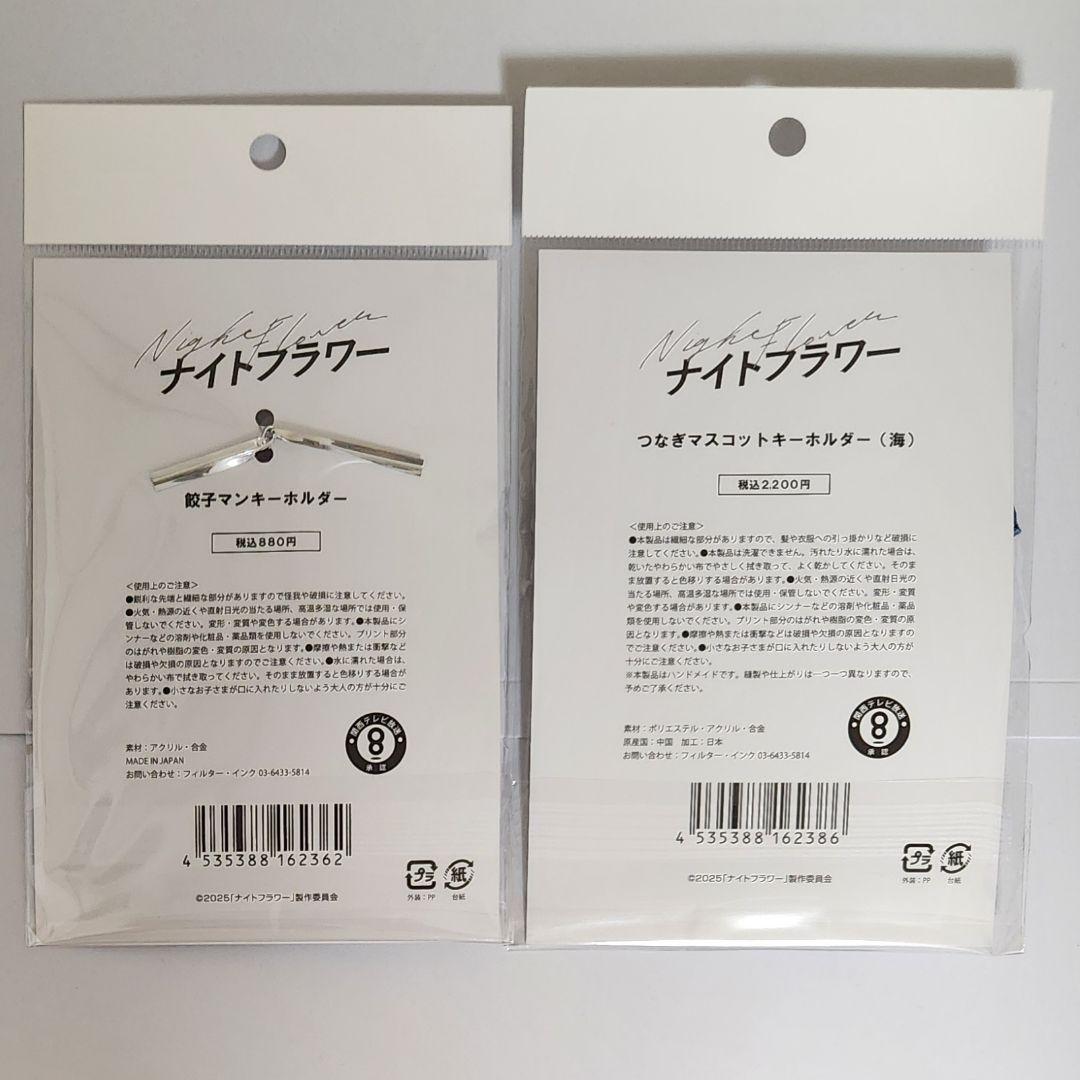 Night Flower
ナイトフラワー
餃子マンキーホルダー
税込880円
＜使用上のご注意＞
●鋭利な先端と繊細な部分がありますので怪我や破損に注意してください。
●火気・熱源の近くや直射日光の当たる場所、高温多湿な場所では使用・保
管しないでください。変形・変質や変色する場合があります。●本製品にシ
ンナーなどの溶剤や化粧品・薬品類を使用しないでください。プリント部分
のはがれや樹脂の変色・変質の原因となります。●摩擦や熱または衝撃など
は破損や欠損の原因となりますのでご注意ください。●水に濡れた場合は、
やわらかい布で拭き取ってください。そのまま放置すると色移りする場合が
あります。●小さなお子さまが口に入れたりしないよう大人の方が十分にご
注意ください。
素材：アクリル・合金
MADE IN JAPAN
お問い合わせ：フィルター・インク 03-6433-5814
関西テレビ放送
8
承認
4 535388 162362
プラ
外装：PP
紙
台紙
©2025「ナイトフラワー」製作委員会
Night Flower
ナイトフラワー
つなぎマスコットキーホルダー（海）
税込2,200円
＜使用上のご注意＞
●本製品は繊細な部分がありますので、髪や衣服への引っ掛かりなど破損に
注意してください。●本製品は洗濯できません。汚れたり水に濡れた場合は、
乾いたやわらかい布でやさしく拭き取って、よく乾かしてください。そのまま
放置すると色移りする場合があります。●火気・熱源の近くや直射日光の
当たる場所、高温多湿な場所では使用・保管しないでください。変形・変質
や変色する場合があります。●本製品にシンナーなどの溶剤や化粧品・薬品
類を使用しないでください。プリント部分のはがれや樹脂の変色・変質の原
因となります。●摩擦や熱または衝撃などは破損や欠損の原因となりますの
でご注意ください。●小さなお子さまが口に入れたりしないよう大人の方が
十分にご注意ください。
※本製品はハンドメイドです。縫製や仕上がりは一つ一つ異なりますので、
予めご了承ください。
素材：ポリエステル・アクリル・合金
原産国：中国 加工：日本
お問い合わせ：フィルター・インク 03-6433-5814
関西テレビ放送
8
承認
4 535388 162386
プラ
外装：PP
紙
台紙
©2025「ナイトフラワー」製作委員会